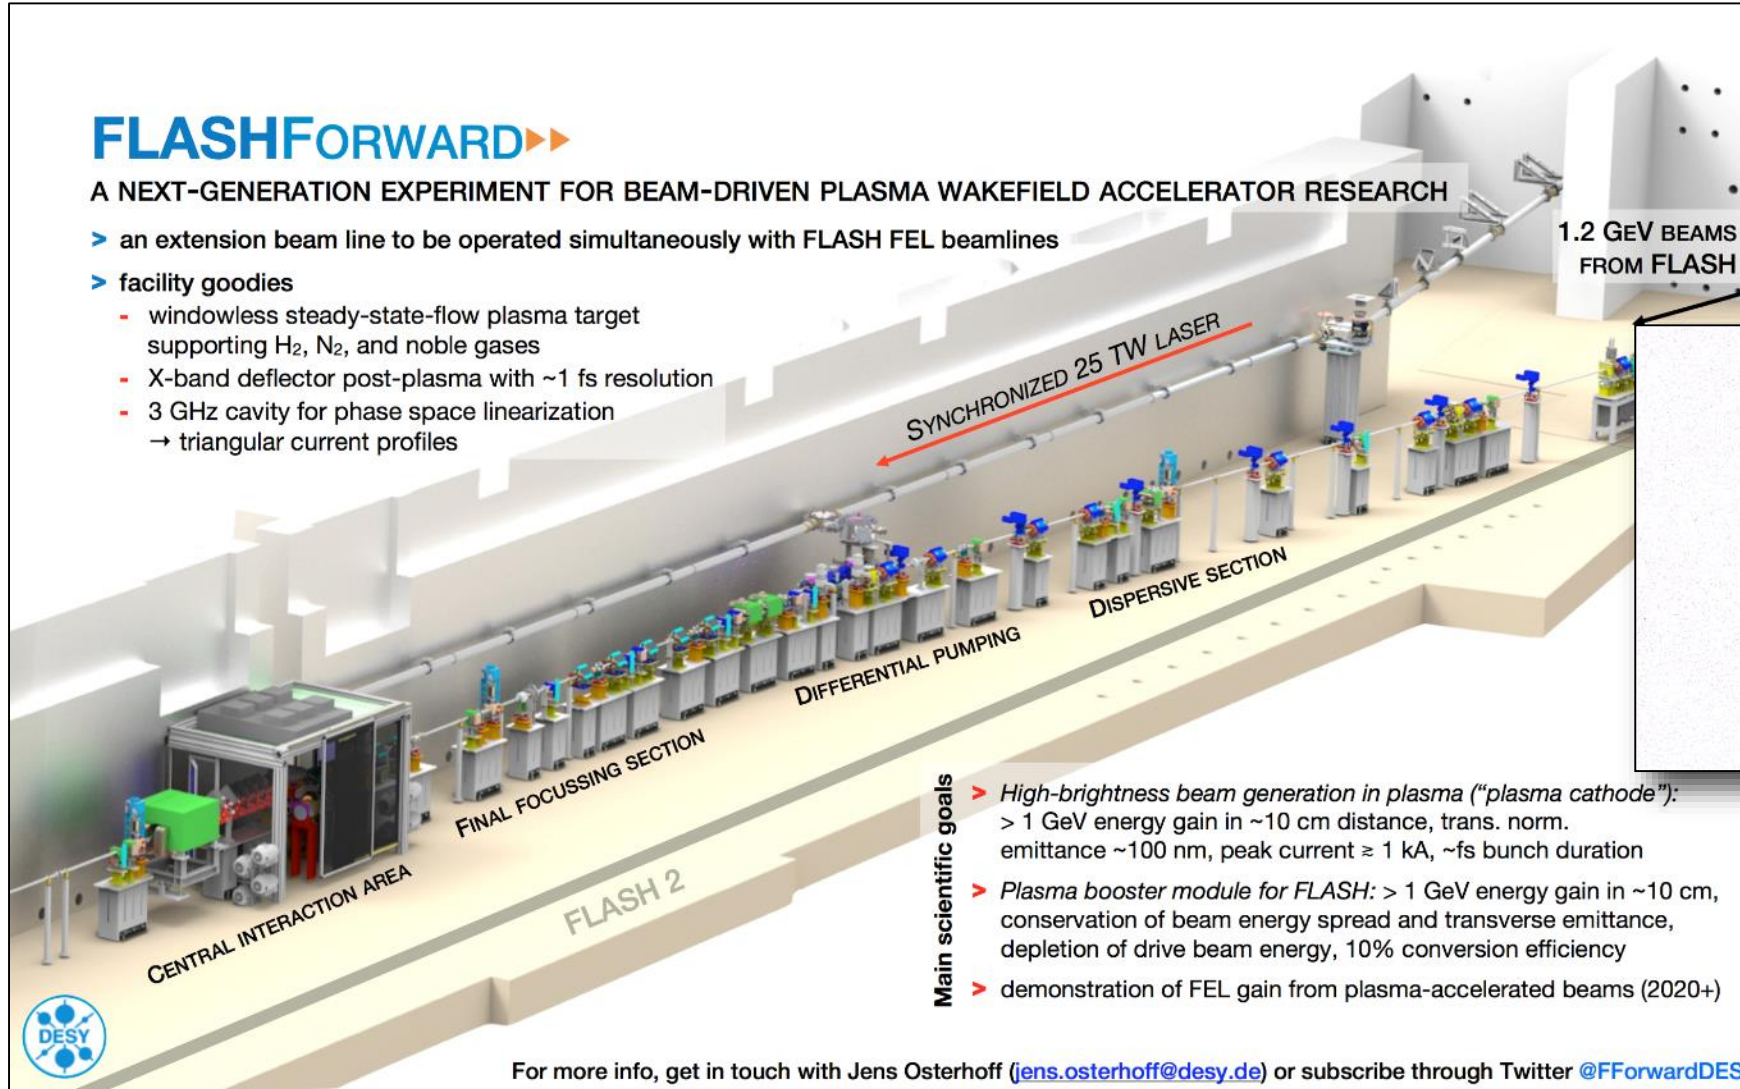 FLASHFORWARD
A NEXT-GENERATION EXPERIMENT FOR BEAM-DRIVEN PLASMA WAKEFIELD ACCELERATOR RESEARCH
> an extension beam line to be operated simultaneously with FLASH FEL beamlines
> facility goodies
- windowless steady-state-flow plasma target
supporting H₂, N₂, and noble gases
- X-band deflector post-plasma with ~1 fs resolution
- 3 GHz cavity for phase space linearization
→ triangular current profiles
1.2 GEV BEAMS
FROM FLASH
SYNCHRONIZED 25 TW LASER
DISPERSIVE SECTION
DIFFERENTIAL PUMPING
FINAL FOCUSSING SECTION
CENTRAL INTERACTION AREA
FLASH 2
Main scientific goals
> High-brightness beam generation in plasma (“plasma cathode”):
> 1 GeV energy gain in ~10 cm distance, trans. norm.
emittance ~100 nm, peak current ≳ 1 kA, ~fs bunch duration
> Plasma booster module for FLASH: > 1 GeV energy gain in ~10 cm,
conservation of beam energy spread and transverse emittance,
depletion of drive beam energy, 10% conversion efficiency
> demonstration of FEL gain from plasma-accelerated beams (2020+)
DESY
For more info, get in touch with Jens Osterhoff (jens.osterhoff@desy.de) or subscribe through Twitter @FForwardDES